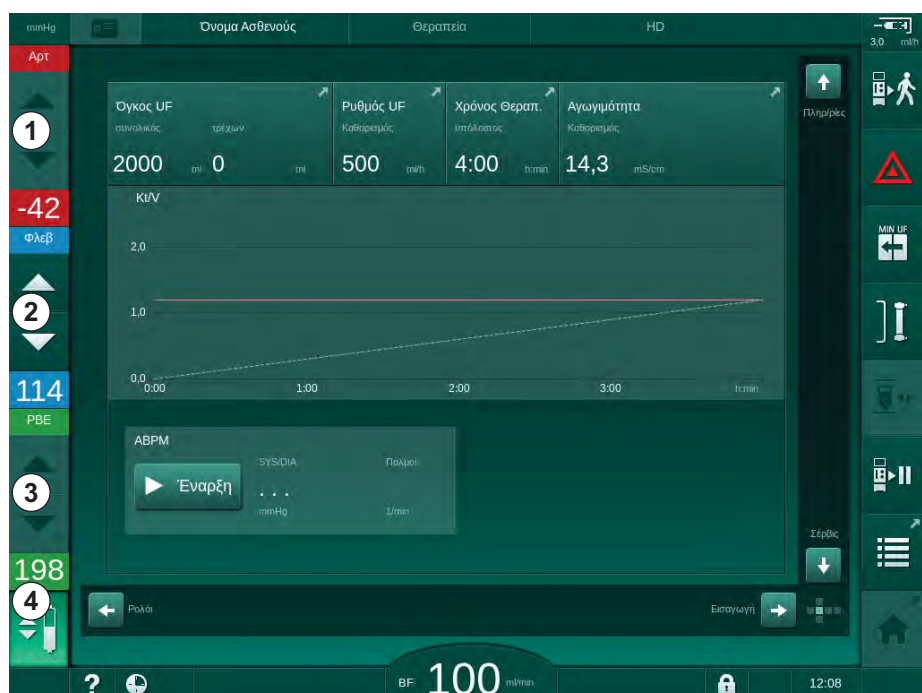 mmHg Όνομα Ασθενούς Θεραπεία HD 3,0 ml/h
Αρτ
1
-42
Φλεβ
2
114
PBE
3
198
4
Όγκος UF
συνολικός τρέχων
2000 ml 0 ml
Ρυθμός UF
Καθορισμός
500 ml/h
Χρόνος Θεραπ.
υπόλοιπος
4:00 h:min
Αγωγιμότητα
Καθορισμός
14,3 mS/cm
Πληρ/ρίες
MIN UF
Kt/V
2,0
1,0
0,0
0:00 1:00 2:00 3:00 h:min
ABPM
Έναρξη
SYS/DIA Παλμοί
. . .
mmHg 1/min
Σέρβις
Ρολόι Εισαγωγή
? BF 100 ml/min 12:08